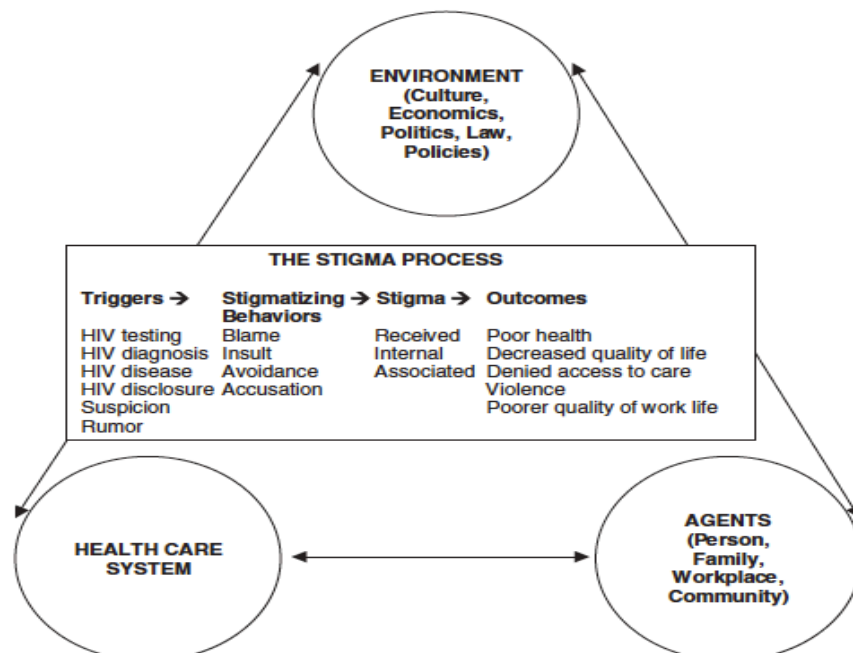 ENVIRONMENT
(Culture,
Economics,
Politics, Law,
Policies)
THE STIGMA PROCESS
Triggers → Stigmatizing → Stigma → Outcomes
Behaviors
HIV testing Blame Received Poor health
HIV diagnosis Insult Internal Decreased quality of life
HIV disease Avoidance Associated Denied access to care
HIV disclosure Accusation Violence
Suspicion Poorer quality of work life
Rumor
HEALTH CARE
SYSTEM
AGENTS
(Person,
Family,
Workplace,
Community)